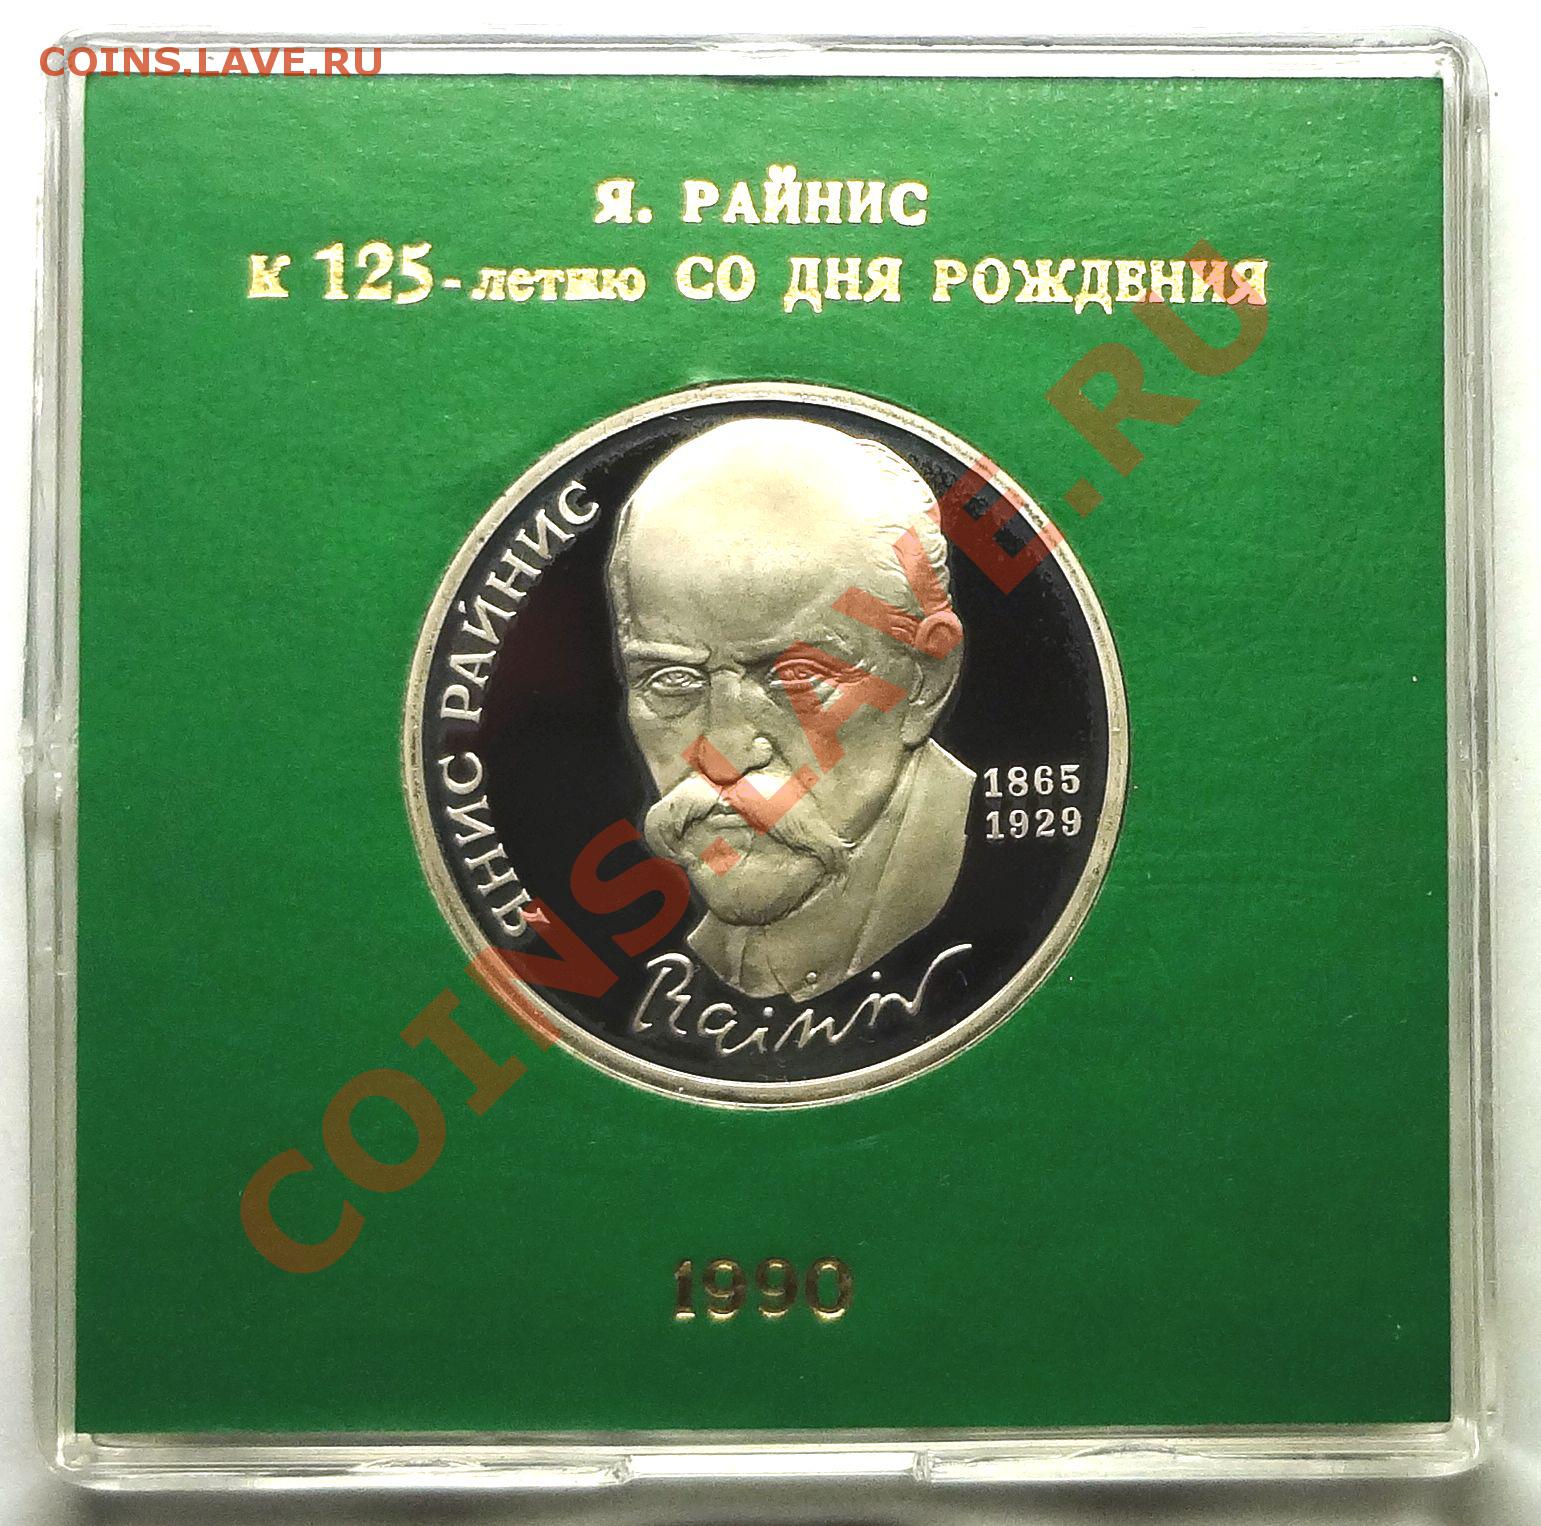 COINS.LAVE.RU
Я. РАЙНИС
К 125-летию СО ДНЯ РОЖДЕНИЯ
ЯНИС РАЙНИС
1865
1929
Rainis
COINS.LAVE.RU
1990